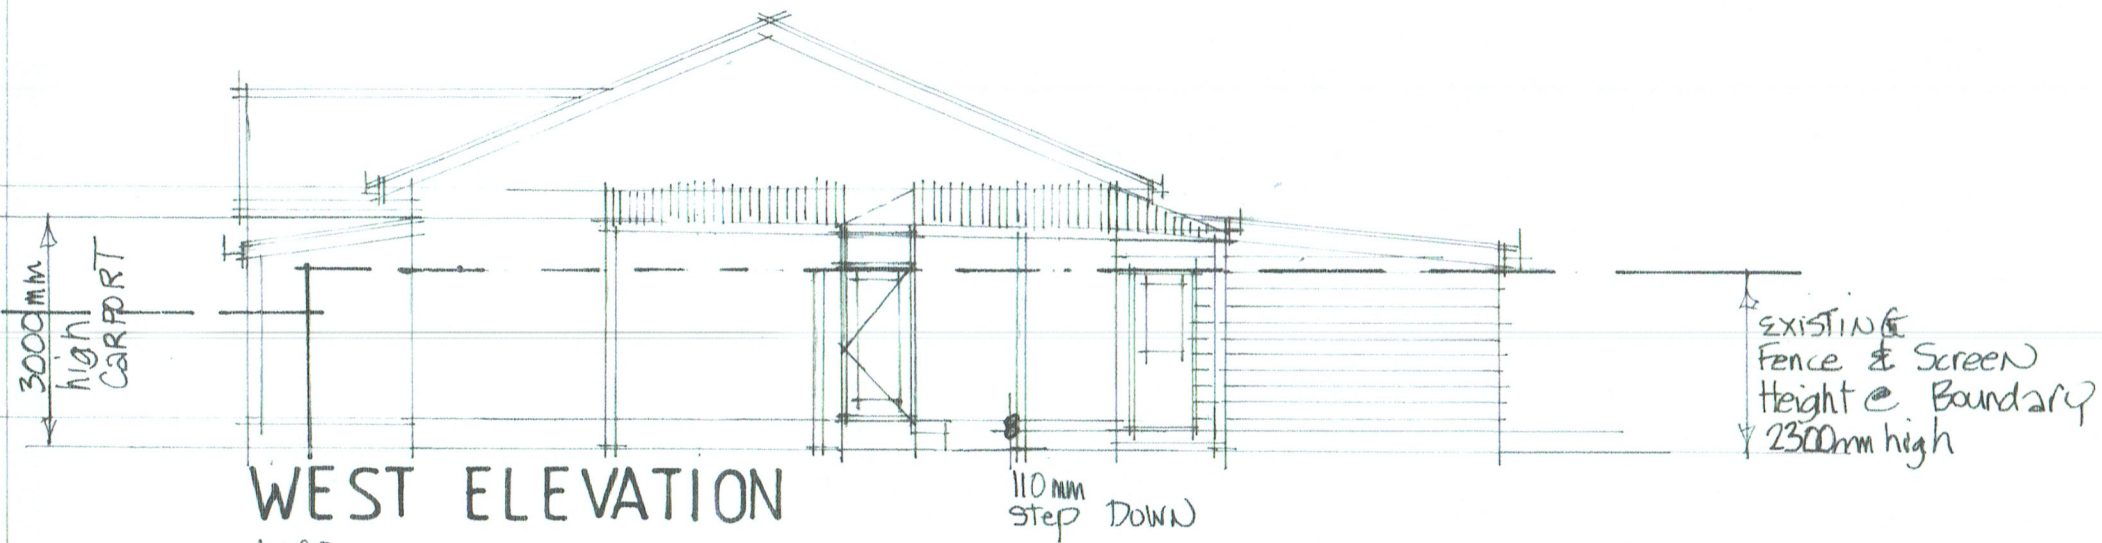 3000mm
high
CARPORT
EXISTING
Fence & Screen
Height @ Boundary
2300mm high
WEST ELEVATION
110mm
Step DOWN